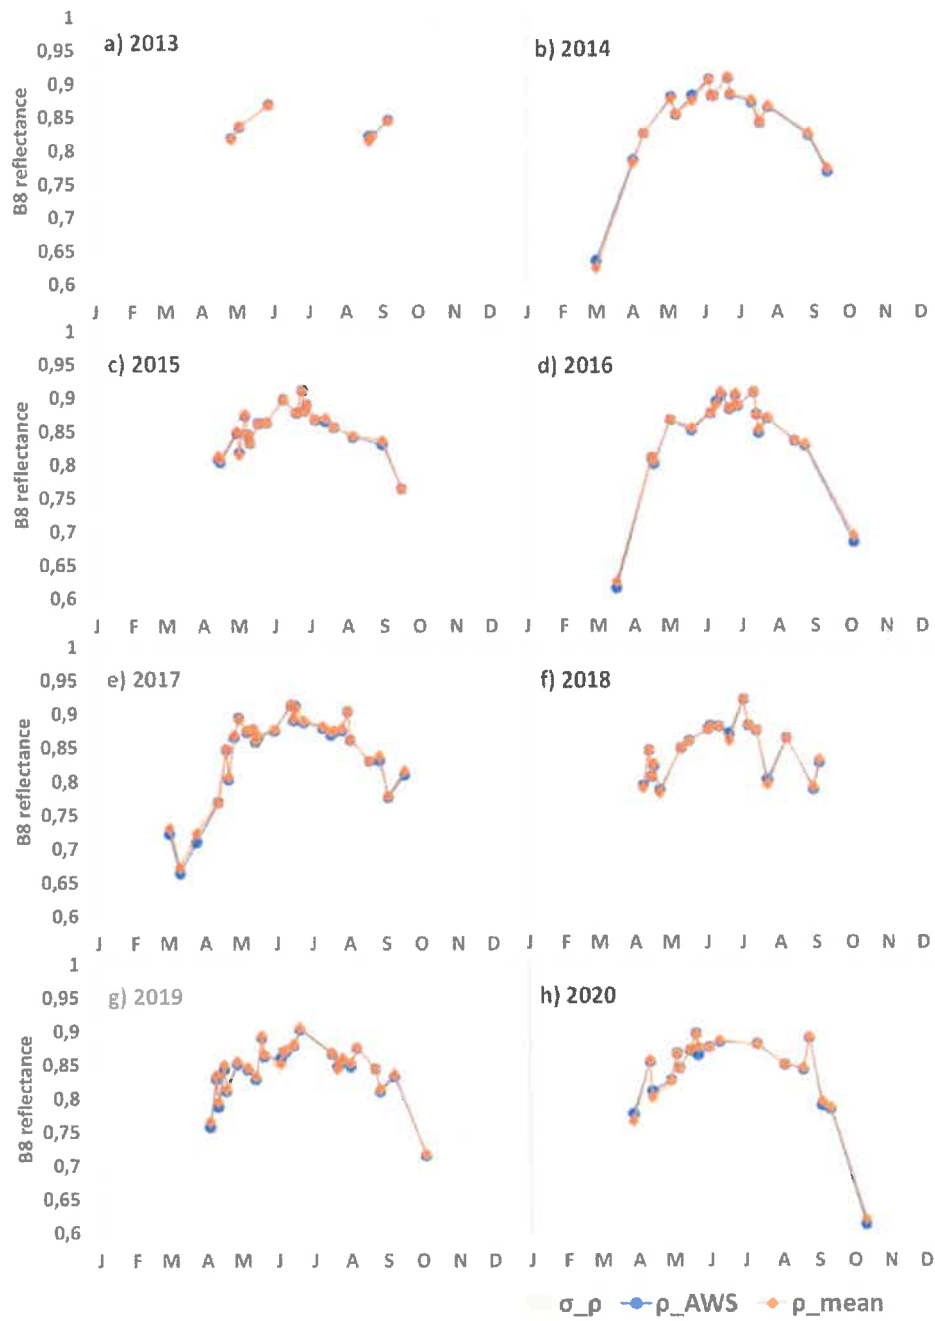 1
0,95
0,9
0,85
0,8
0,75
0,7
0,65
0,6
B8 reflectance
a) 2013
b) 2014
J F M A M J J A S O N D J F M A M J J A S O N D
1
0,95
0,9
0,85
0,8
0,75
0,7
0,65
0,6
B8 reflectance
c) 2015
d) 2016
J F M A M J J A S O N D J F M A M J J A S O N D
1
0,95
0,9
0,85
0,8
0,75
0,7
0,65
0,6
B8 reflectance
e) 2017
f) 2018
J F M A M J J A S O N D J F M A M J J A S O N D
1
0,95
0,9
0,85
0,8
0,75
0,7
0,65
0,6
B8 reflectance
g) 2019
h) 2020
J F M A M J J A S O N D J F M A M J J A S O N D
σ_ρ ρ_AWS ρ_mean